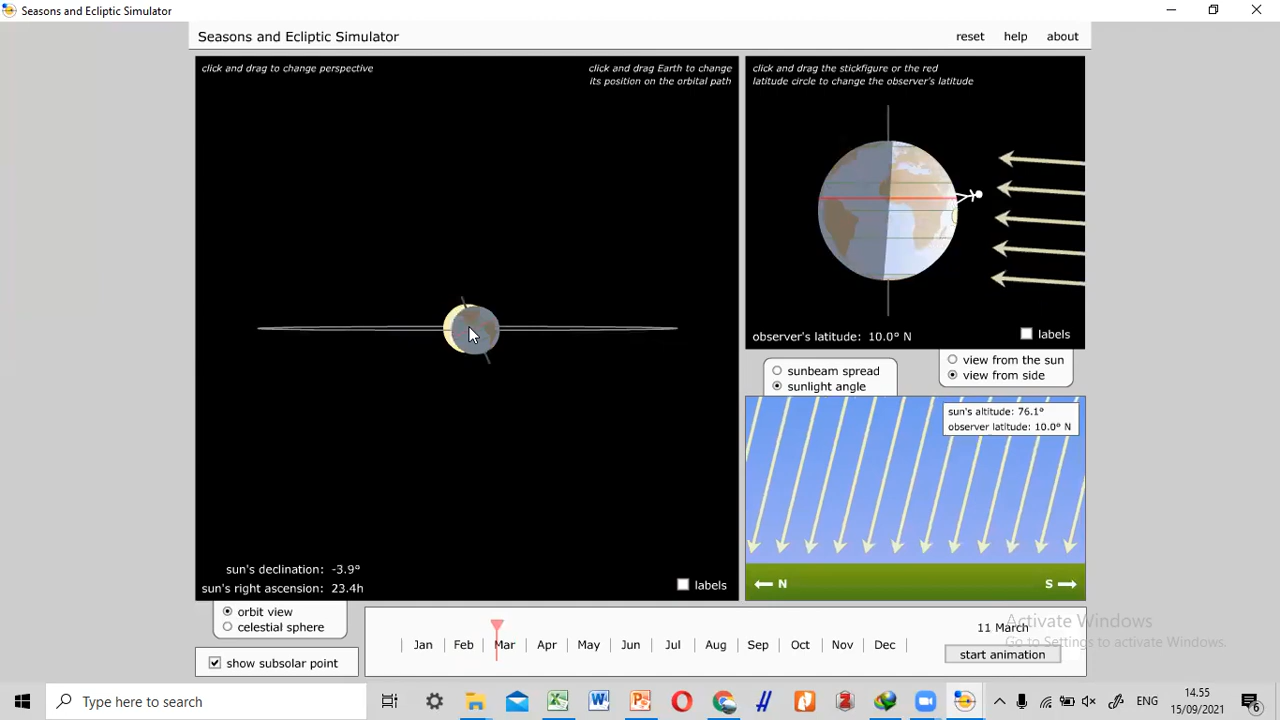 Seasons and Ecliptic Simulator
Seasons and Ecliptic Simulator
reset
help
about
click and drag to change perspective
click and drag Earth to change
its position on the orbital path
click and drag the stickfigure or the red
latitude circle to change the observer's latitude
observer's latitude: 10.0° N
labels
sunbeam spread
sunlight angle
view from the sun
view from side
sun's altitude: 76.1°
observer latitude: 10.0° N
N
S
sun's declination: -3.9°
sun's right ascension: 23.4h
labels
orbit view
celestial sphere
show subsolar point
Jan Feb Mar Apr May Jun Jul Aug Sep Oct Nov Dec
11 March
start animation
Activate Windows
Go to Settings to activate Windows.
Type here to search
ENG
14.55
15/09/2021
6